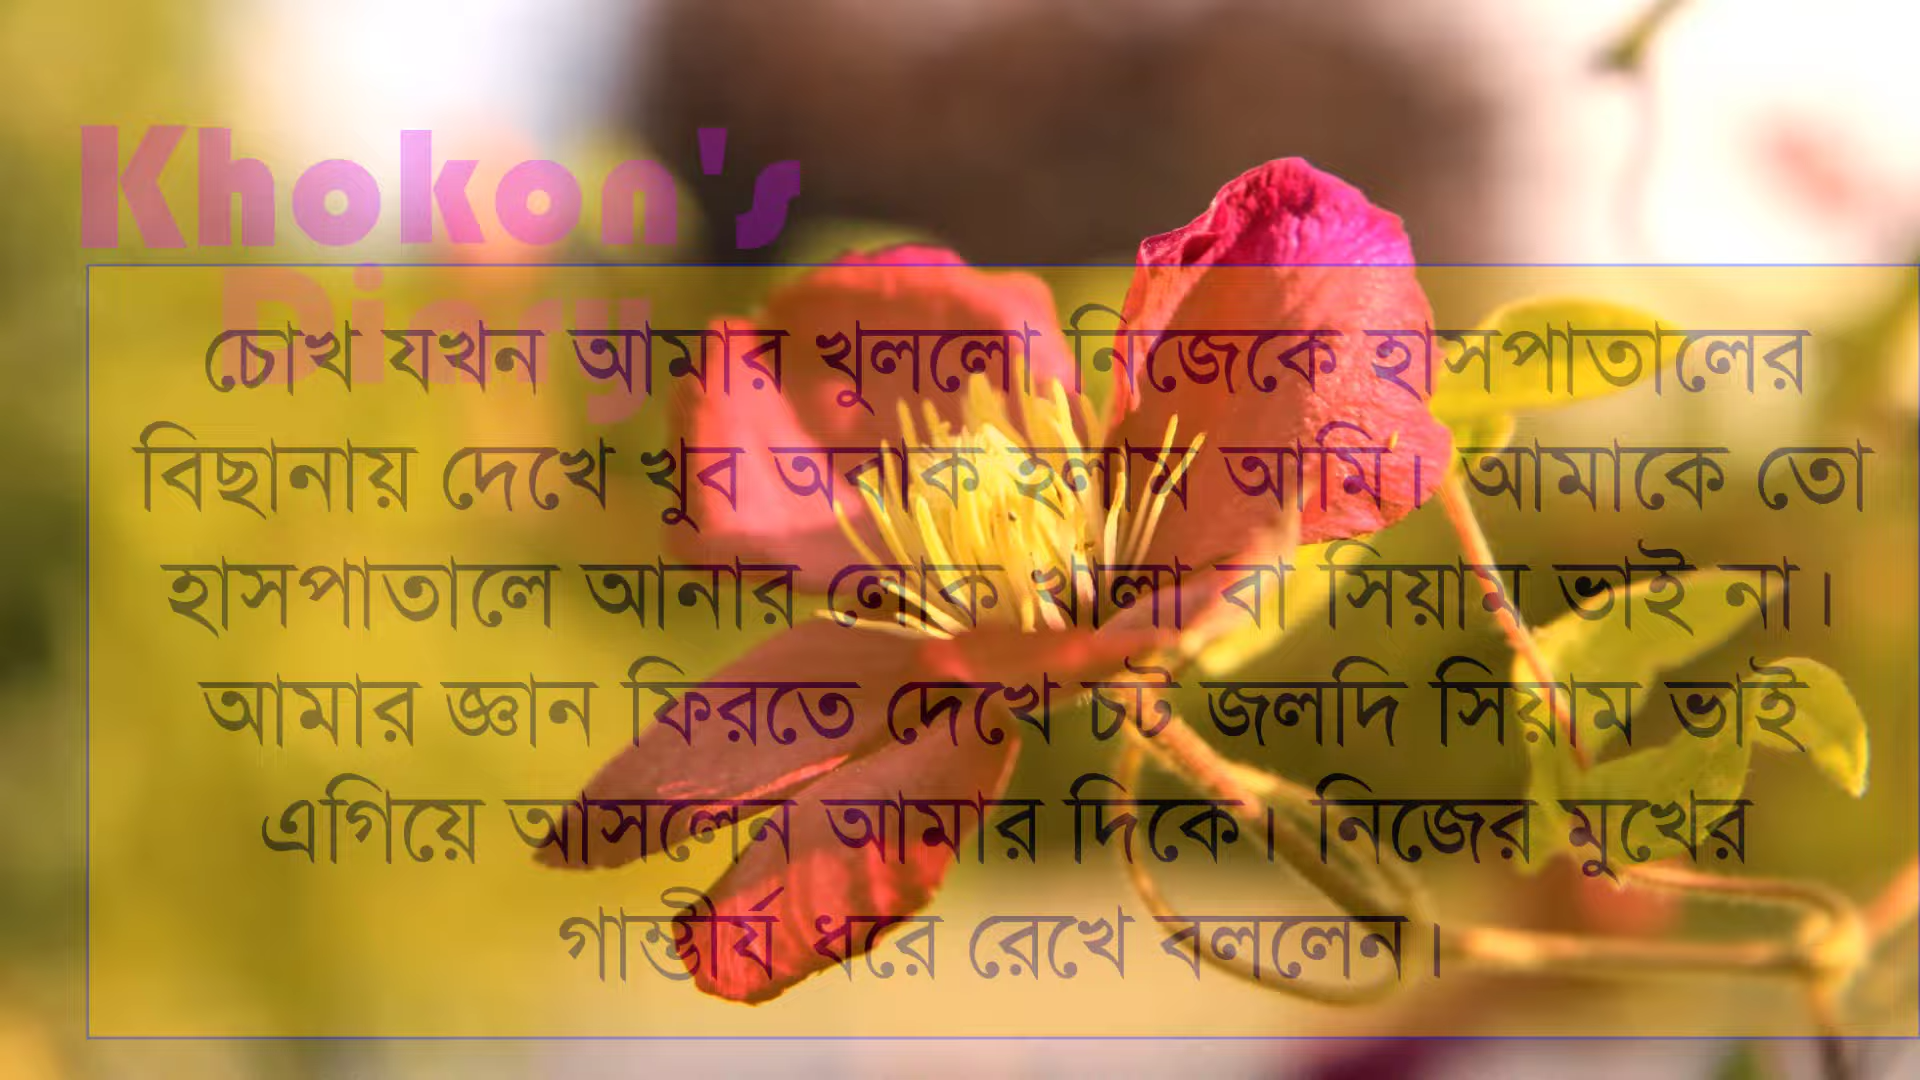 Khokon's
Diary
চোখ যখন আমার খুললো নিজেকে হাসপাতালের
বিছানায় দেখে খুব অবাক হলাম আমি। আমাকে তো
হাসপাতালে আনার লোক খালা বা সিয়াম ভাই না।
আমার জ্ঞান ফিরতে দেখে চট জলদি সিয়াম ভাই
এগিয়ে আসলেন আমার দিকে। নিজের মুখের
গাম্ভীর্য ধরে রেখে বললেন।